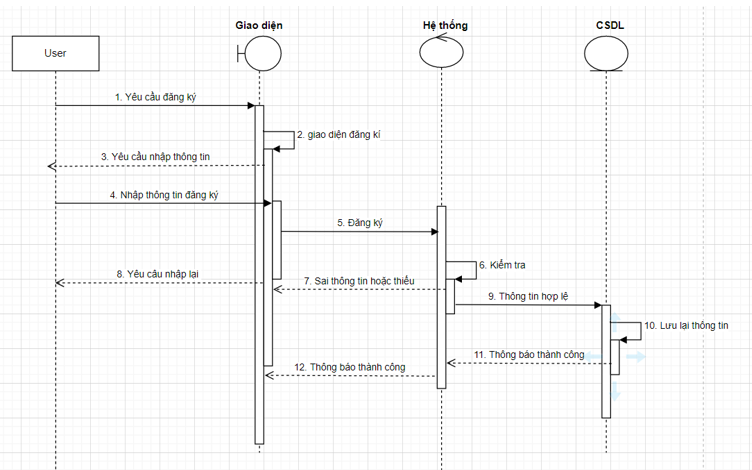 Giao diện
Hệ thống
CSDL
User
1. Yêu cầu đăng ký
2. giao diện đăng kí
3. Yêu cầu nhập thông tin
4. Nhập thông tin đăng ký
5. Đăng ký
6. Kiểm tra
7. Sai thông tin hoặc thiếu
8. Yêu cầu nhập lại
9. Thông tin hợp lệ
10. Lưu lại thông tin
11. Thông báo thành công
12. Thông báo thành công